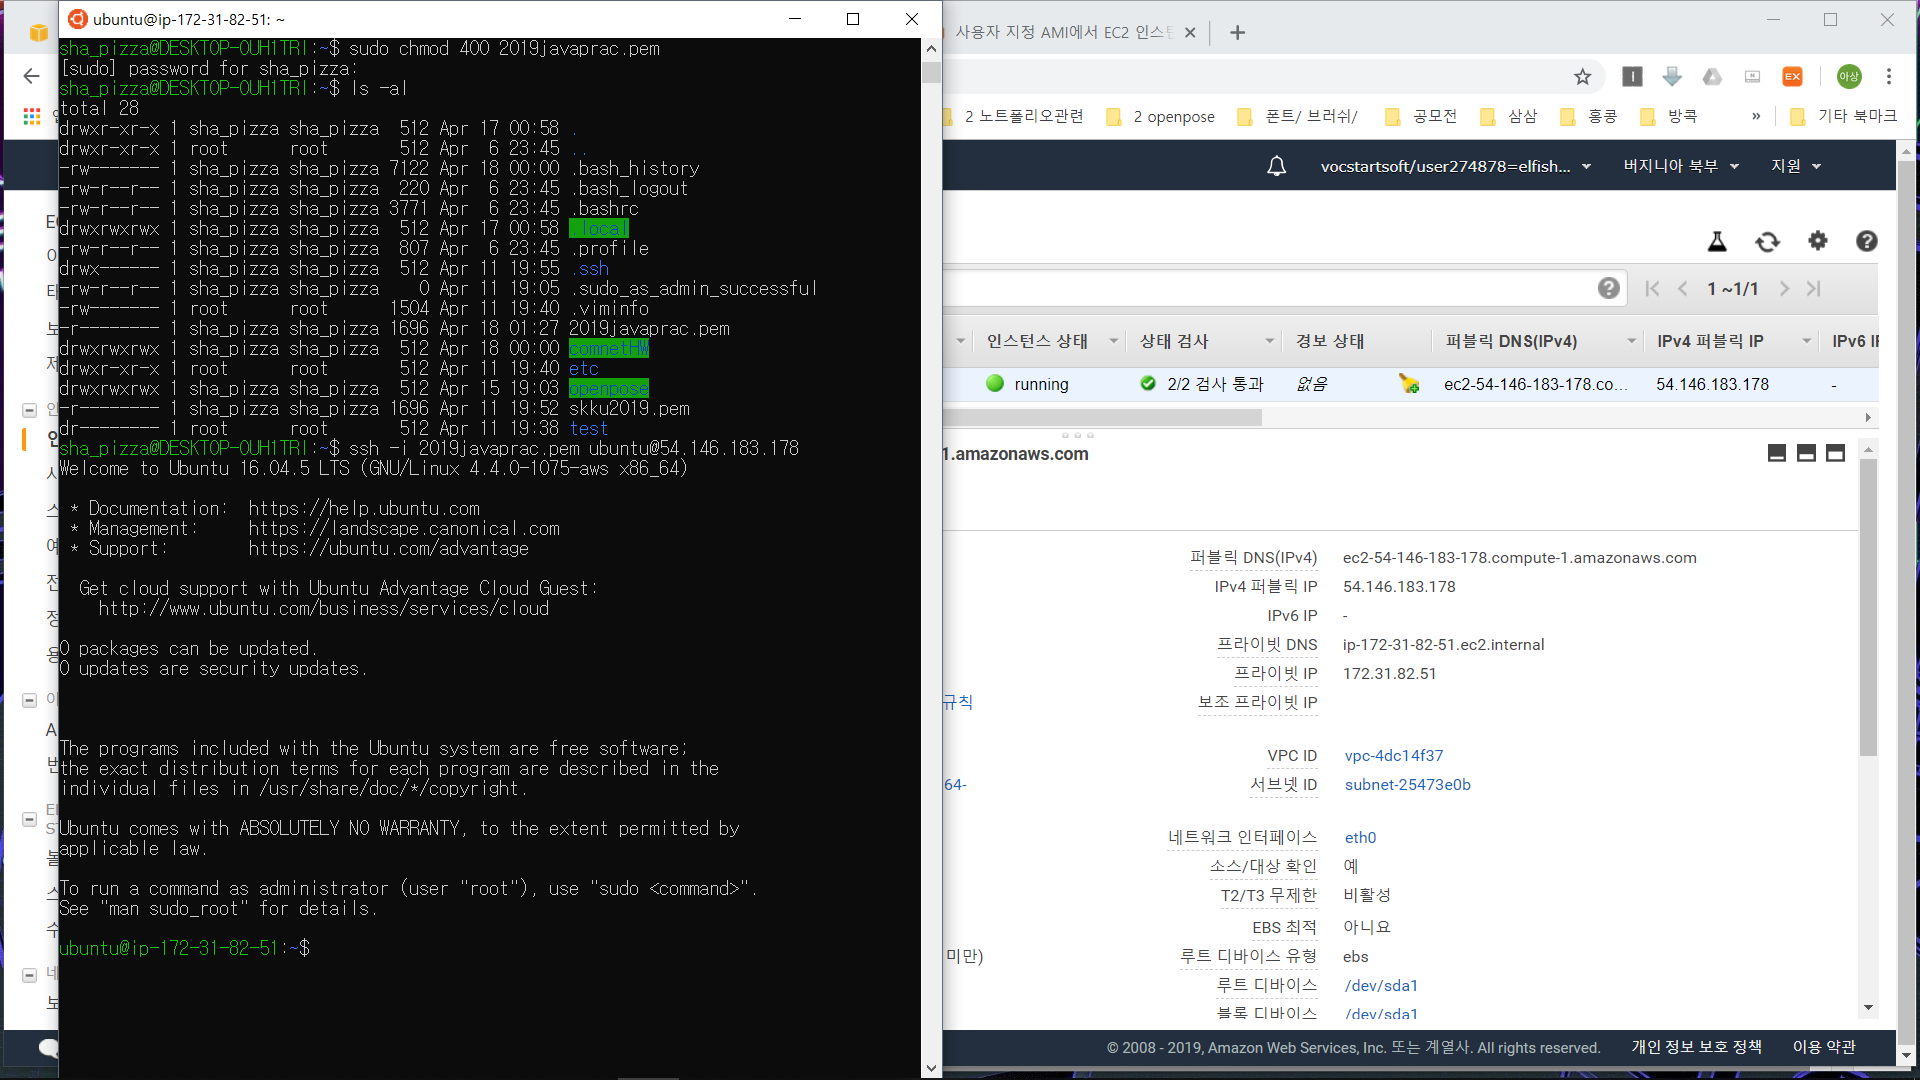 ubuntu@ip-172-31-82-51: ~
sha_pizza@DESKTOP-OUH1TRI:~$ sudo chmod 400 2019javaprac.pem
[sudo] password for sha_pizza:
sha_pizza@DESKTOP-OUH1TRI:~$ ls -al
total 28
drwxr-xr-x 1 sha_pizza sha_pizza  512 Apr 17 00:58 .
drwxr-xr-x 1 root      root       512 Apr  6 23:45 ..
-rw------- 1 sha_pizza sha_pizza 7122 Apr 18 00:00 .bash_history
-rw-r--r-- 1 sha_pizza sha_pizza  220 Apr  6 23:45 .bash_logout
-rw-r--r-- 1 sha_pizza sha_pizza 3771 Apr  6 23:45 .bashrc
drwxrwxrwx 1 sha_pizza sha_pizza  512 Apr 17 00:58 .local
-rw-r--r-- 1 sha_pizza sha_pizza  807 Apr  6 23:45 .profile
drwx------ 1 sha_pizza sha_pizza  512 Apr 11 19:55 .ssh
-rw-r--r-- 1 sha_pizza sha_pizza    0 Apr 11 19:05 .sudo_as_admin_successful
-rw------- 1 root      root      1504 Apr 11 19:40 .viminfo
-r-------- 1 sha_pizza sha_pizza 1696 Apr 18 01:27 2019javaprac.pem
drwxrwxrwx 1 sha_pizza sha_pizza  512 Apr 18 00:00 comnetHW
drwxr-xr-x 1 root      root       512 Apr 11 19:40 etc
drwxrwxrwx 1 sha_pizza sha_pizza  512 Apr 15 19:03 openpose
-r-------- 1 sha_pizza sha_pizza 1696 Apr 11 19:52 skku2019.pem
dr-------- 1 root      root       512 Apr 11 19:38 test
sha_pizza@DESKTOP-OUH1TRI:~$ ssh -i 2019javaprac.pem ubuntu@54.146.183.178
Welcome to Ubuntu 16.04.5 LTS (GNU/Linux 4.4.0-1075-aws x86_64)
* Documentation:  https://help.ubuntu.com
* Management:     https://landscape.canonical.com
* Support:        https://ubuntu.com/advantage
Get cloud support with Ubuntu Advantage Cloud Guest:
http://www.ubuntu.com/business/services/cloud
0 packages can be updated.
0 updates are security updates.
The programs included with the Ubuntu system are free software;
the exact distribution terms for each program are described in the
individual files in /usr/share/doc/*/copyright.
Ubuntu comes with ABSOLUTELY NO WARRANTY, to the extent permitted by
applicable law.
To run a command as administrator (user "root"), use "sudo <command>".
See "man sudo_root" for details.
ubuntu@ip-172-31-82-51:~$
사용자 지정 AMI에서 EC2 인스
EX
아상
2 노트폴리오관련 2 openpose 폰트/ 브러쉬/ 공모전 삼삼 홍콩 방콕 » 기타 북마크
vocstartsoft/user274878=elfish... 버지니아 북부 지원
1 ~1/1
인스턴스 상태 상태 검사 경보 상태 퍼블릭 DNS(IPv4) IPv4 퍼블릭 IP IPv6 IP
running 2/2 검사 통과 없음 ec2-54-146-183-178.co... 54.146.183.178 -
1.amazonaws.com
퍼블릭 DNS(IPv4) ec2-54-146-183-178.compute-1.amazonaws.com
IPv4 퍼블릭 IP 54.146.183.178
IPv6 IP -
프라이빗 DNS ip-172-31-82-51.ec2.internal
프라이빗 IP 172.31.82.51
규칙 보조 프라이빗 IP
VPC ID vpc-4dc14f37
64- 서브넷 ID subnet-25473e0b
네트워크 인터페이스 eth0
소스/대상 확인 예
T2/T3 무제한 비활성
EBS 최적 아니요
미만) 루트 디바이스 유형 ebs
루트 디바이스 /dev/sda1
블록 디바이스 /dev/sda1
© 2008 - 2019, Amazon Web Services, Inc. 또는 계열사. All rights reserved. 개인 정보 보호 정책 이용 약관